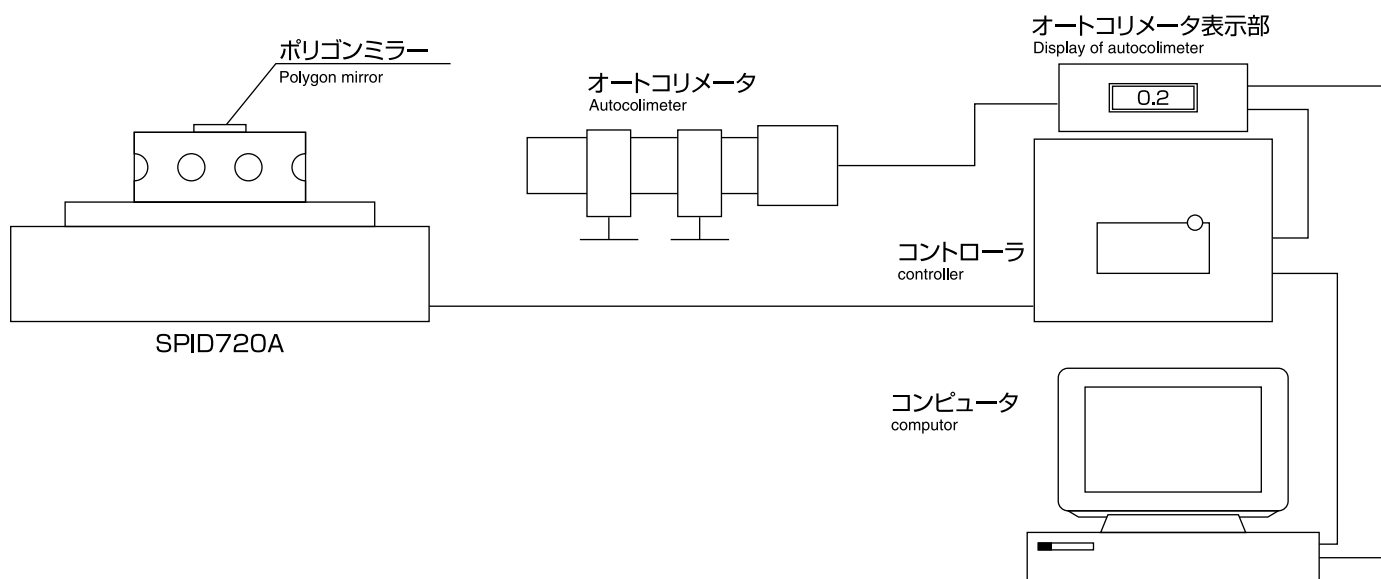 ポリゴンミラー
Polygon mirror
オートコリメータ
Autocolimeter
オートコリメータ表示部
Display of autocolimeter
0.2
コントローラ
controller
SPID720A
コンピュータ
computor